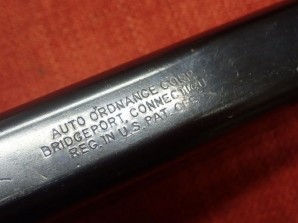 AUTO ORDNANCE CORP.
BRIDGEPORT, CONNECTICUT
REG. IN U.S. PAT. OFF.